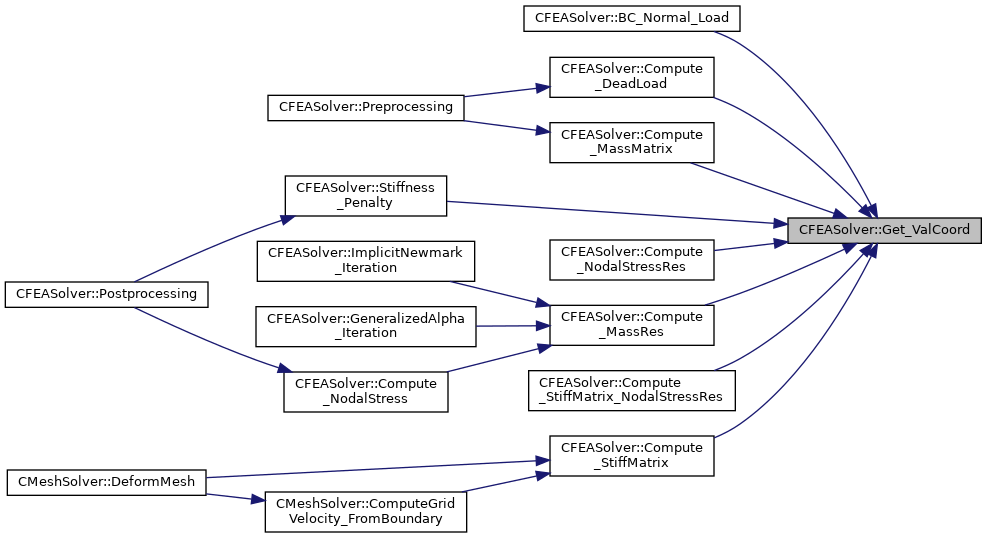 CFEASolver::BC_Normal_Load
CFEASolver::Compute
_DeadLoad
CFEASolver::Preprocessing
CFEASolver::Compute
_MassMatrix
CFEASolver::Stiffness
_Penalty
CFEASolver::Get_ValCoord
CFEASolver::ImplicitNewmark
_Iteration
CFEASolver::Compute
_NodalStressRes
CFEASolver::Postprocessing
CFEASolver::GeneralizedAlpha
_Iteration
CFEASolver::Compute
_MassRes
CFEASolver::Compute
_NodalStress
CFEASolver::Compute
_StiffMatrix_NodalStressRes
CFEASolver::Compute
_StiffMatrix
CMeshSolver::DeformMesh
CMeshSolver::ComputeGrid
Velocity_FromBoundary